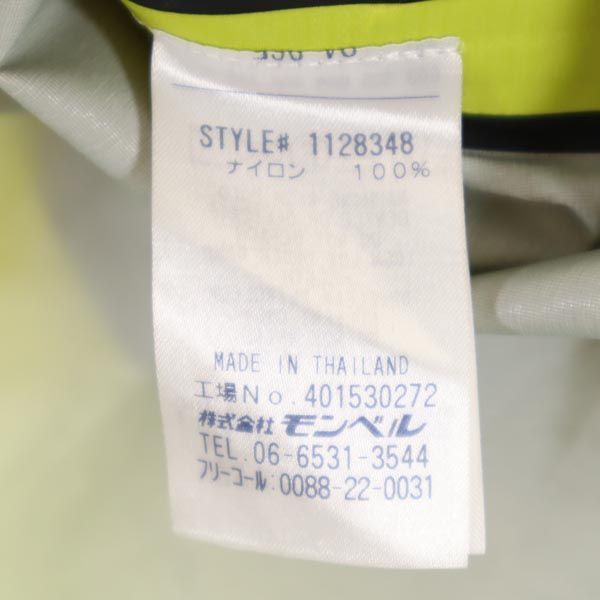 STYLE# 1128348
ナイロン 100%
MADE IN THAILAND
工場No.401530272
株式会社 モンベル
TEL.06-6531-3544
フリーコール:0088-22-0031